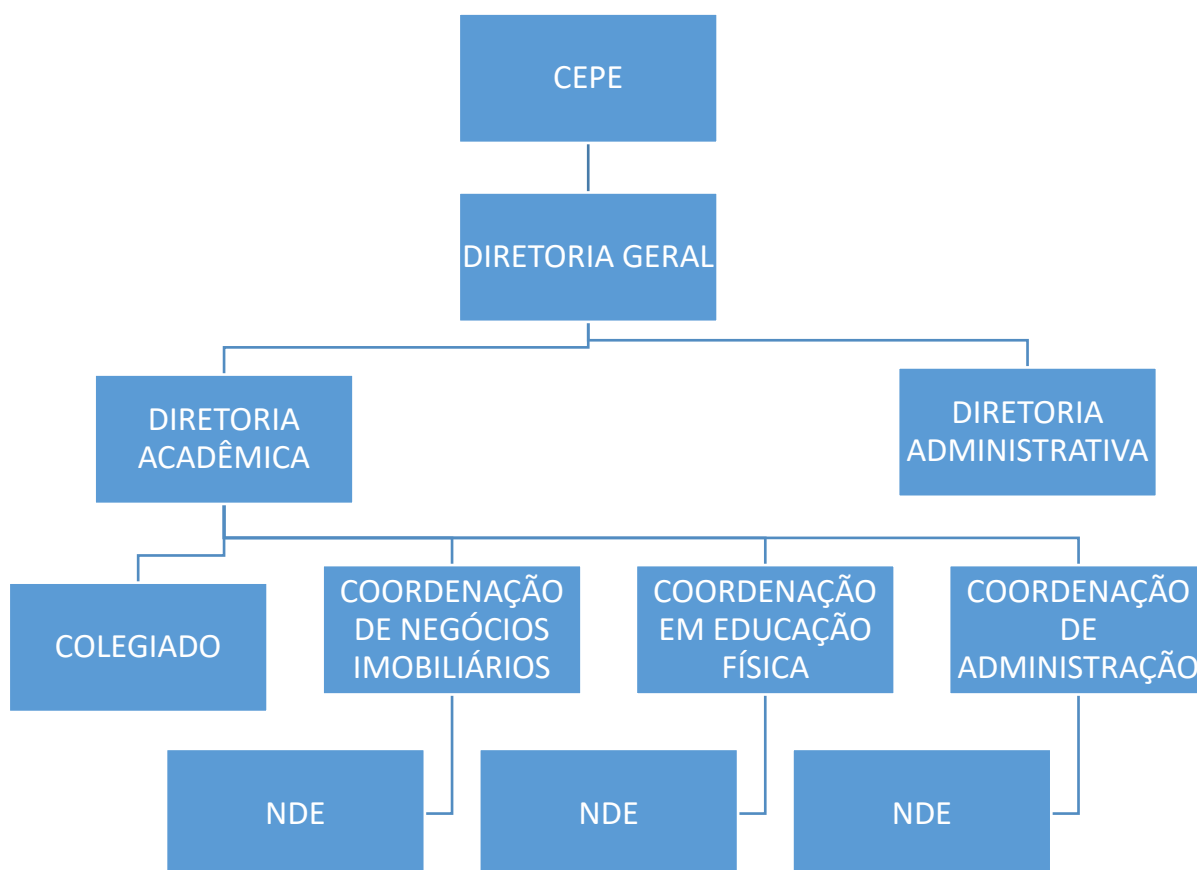 CEPE
DIRETORIA GERAL
DIRETORIA
ACADÊMICA
DIRETORIA
ADMINISTRATIVA
COLEGIADO
COORDENAÇÃO
DE NEGÓCIOS
IMOBILIÁRIOS
COORDENAÇÃO
EM EDUCAÇÃO
FÍSICA
COORDENAÇÃO
DE
ADMINISTRAÇÃO
NDE
NDE
NDE